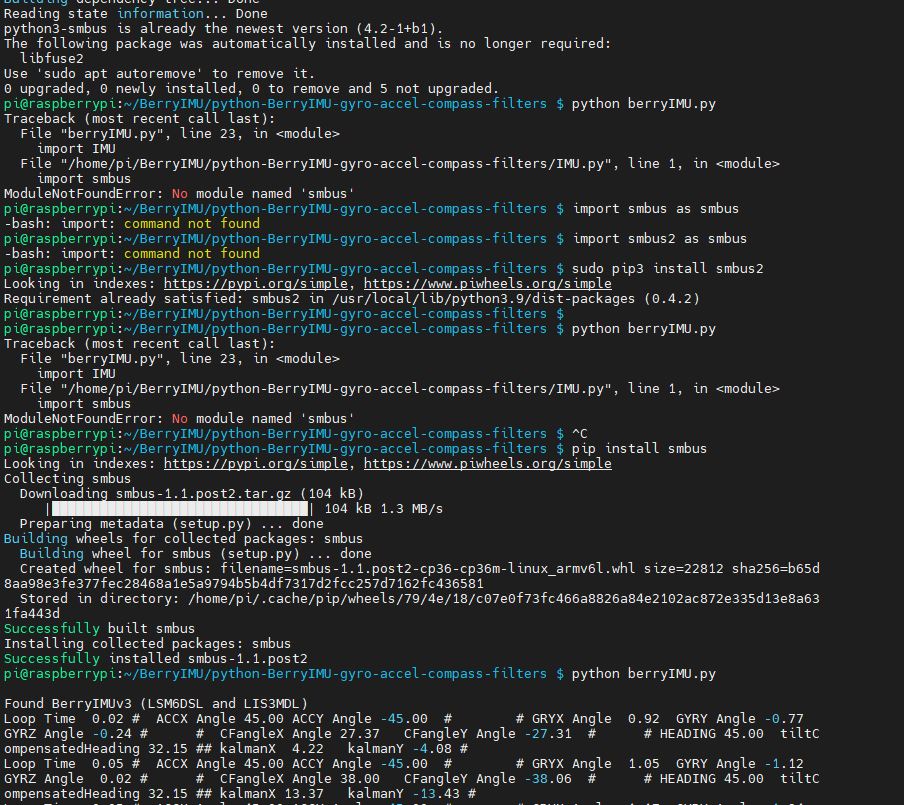 Building dependency tree... Done
Reading state information... Done
python3-smbus is already the newest version (4.2-1+b1).
The following package was automatically installed and is no longer required:
  libfuse2
Use 'sudo apt autoremove' to remove it.
0 upgraded, 0 newly installed, 0 to remove and 5 not upgraded.
pi@raspberrypi:~/BerryIMU/python-BerryIMU-gyro-accel-compass-filters $ python berryIMU.py
Traceback (most recent call last):
  File "berryIMU.py", line 23, in <module>
    import IMU
  File "/home/pi/BerryIMU/python-BerryIMU-gyro-accel-compass-filters/IMU.py", line 1, in <module>
    import smbus
ModuleNotFoundError: No module named 'smbus'
pi@raspberrypi:~/BerryIMU/python-BerryIMU-gyro-accel-compass-filters $ import smbus as smbus
-bash: import: command not found
pi@raspberrypi:~/BerryIMU/python-BerryIMU-gyro-accel-compass-filters $ import smbus2 as smbus
-bash: import: command not found
pi@raspberrypi:~/BerryIMU/python-BerryIMU-gyro-accel-compass-filters $ sudo pip3 install smbus2
Looking in indexes: https://pypi.org/simple, https://www.piwheels.org/simple
Requirement already satisfied: smbus2 in /usr/local/lib/python3.9/dist-packages (0.4.2)
pi@raspberrypi:~/BerryIMU/python-BerryIMU-gyro-accel-compass-filters $
pi@raspberrypi:~/BerryIMU/python-BerryIMU-gyro-accel-compass-filters $ python berryIMU.py
Traceback (most recent call last):
  File "berryIMU.py", line 23, in <module>
    import IMU
  File "/home/pi/BerryIMU/python-BerryIMU-gyro-accel-compass-filters/IMU.py", line 1, in <module>
    import smbus
ModuleNotFoundError: No module named 'smbus'
pi@raspberrypi:~/BerryIMU/python-BerryIMU-gyro-accel-compass-filters $ ^C
pi@raspberrypi:~/BerryIMU/python-BerryIMU-gyro-accel-compass-filters $ pip install smbus
Looking in indexes: https://pypi.org/simple, https://www.piwheels.org/simple
Collecting smbus
  Downloading smbus-1.1.post2.tar.gz (104 kB)
     |████████████████████████████████| 104 kB 1.3 MB/s
  Preparing metadata (setup.py) ... done
Building wheels for collected packages: smbus
  Building wheel for smbus (setup.py) ... done
  Created wheel for smbus: filename=smbus-1.1.post2-cp36-cp36m-linux_armv6l.whl size=22812 sha256=b65d
8aa98e3fe377fec28468a1e5a9794b5b4df7317d2fcc257d7162fc436581
  Stored in directory: /home/pi/.cache/pip/wheels/79/4e/18/c07e0f73fc466a8826a84e2102ac872e335d13e8a63
1fa443d
Successfully built smbus
Installing collected packages: smbus
Successfully installed smbus-1.1.post2
pi@raspberrypi:~/BerryIMU/python-BerryIMU-gyro-accel-compass-filters $ python berryIMU.py

Found BerryIMUv3 (LSM6DSL and LIS3MDL)
Loop Time  0.02 #  ACCX Angle 45.00 ACCY Angle -45.00  #        # GRYX Angle  0.92  GYRY Angle -0.77
GYRZ Angle -0.24 #      #  CFangleX Angle 27.37   CFangleY Angle -27.31  #      # HEADING 45.00  tiltC
ompensatedHeading 32.15 ## kalmanX  4.22   kalmanY -4.08 #
Loop Time  0.05 #  ACCX Angle 45.00 ACCY Angle -45.00  #        # GRYX Angle  1.05  GYRY Angle -1.12
GYRZ Angle  0.02 #      #  CFangleX Angle 38.00   CFangleY Angle -38.06  #      # HEADING 45.00  tiltC
ompensatedHeading 32.15 ## kalmanX 13.37   kalmanY -13.43 #